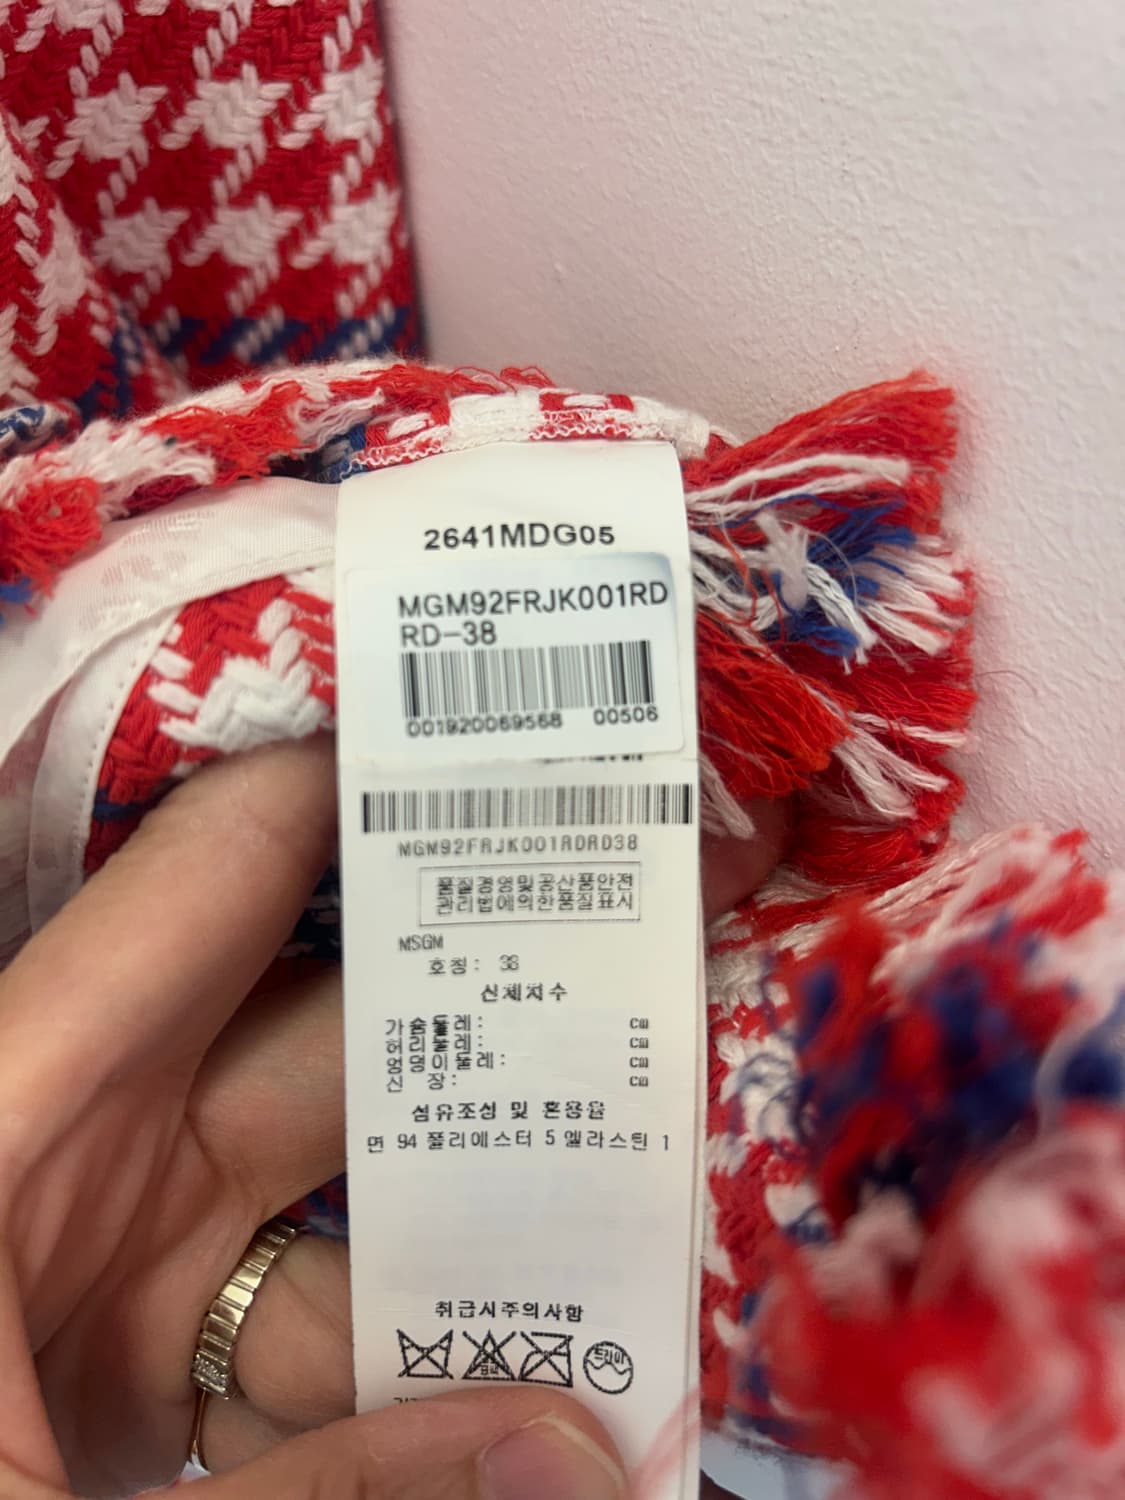 2641MDG05
MGM92FRJK001RD
RD-38
001920069568 00506
MGM92FRJK001RDRD38
품질경영및공산품안전
관리법에의한품질표시
MSGM
호칭: 38
신체치수
가슴둘레: cm
허리둘레: cm
엉덩이둘레: cm
신 장: cm
섬유조성 및 혼용율
면 94 폴리에스터 5 엘라스틴 1
취급시주의사항
드라이